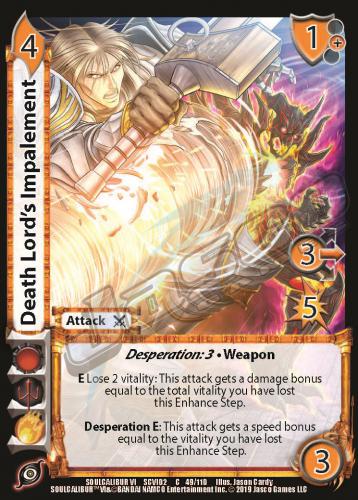 4
1
+
Death Lord's Impalement
3
5
Attack
Desperation: 3 • Weapon
E Lose 2 vitality: This attack gets a damage bonus
equal to the total vitality you have lost
this Enhance Step.
Desperation E: This attack gets a speed bonus
equal to the total vitality you have lost
this Enhance Step.
3
SOULCALIBUR VI SCVI02 C 49/110 Illus. Jason Cardy
SOULCALIBUR™VI&©BANDAI NAMCO Entertainment Inc. © 2019 Jasco Games LLC